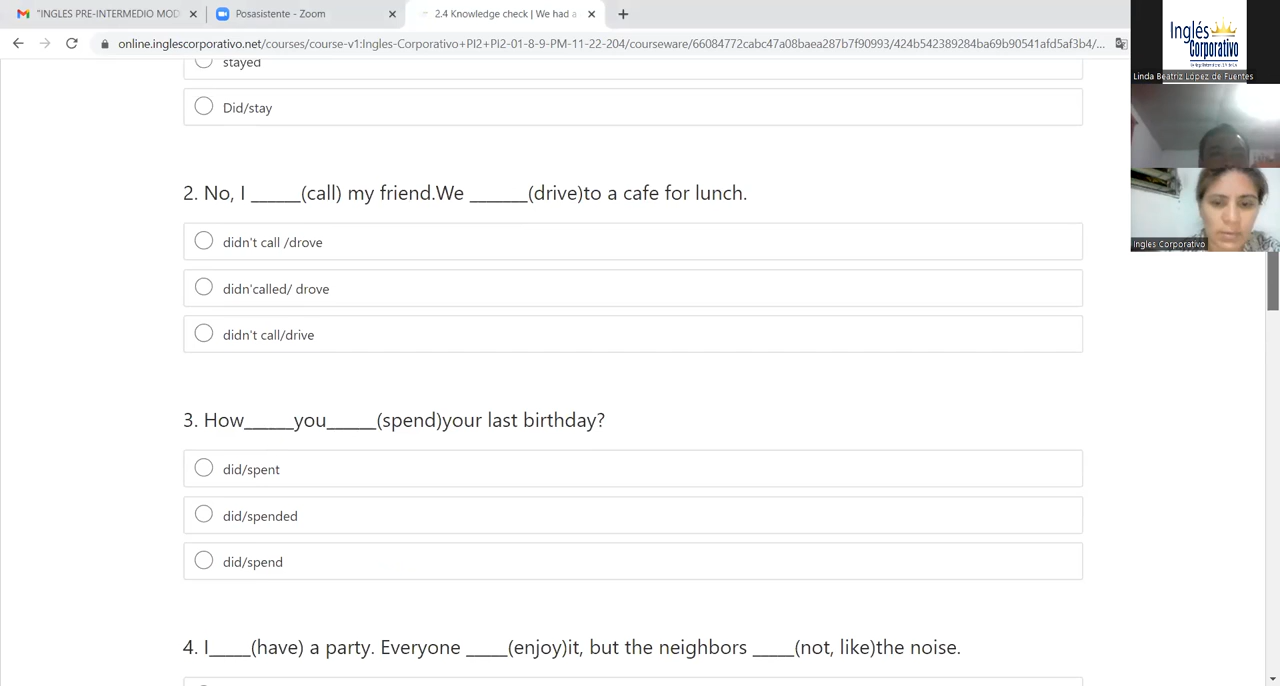 "INGLES PRE-INTERMEDIO MOD
Posasistente - Zoom
2.4 Knowledge check | We had a
online.inglescorporativo.net/courses/course-v1:Ingles-Corporativo+PI2+PI2-01-8-9-PM-11-22-204/courseware/66084772cabc47a08baea287b7f90993/424b542389284ba69b90541afd5af3b4/...
Inglés
Corporativo
Linda Beatriz López de Fuentes
Ingles Corporativo
stayed
Did/stay
2. No, I ______(call) my friend.We _______(drive)to a cafe for lunch.
didn't call /drove
didn'called/ drove
didn't call/drive
3. How______you______(spend)your last birthday?
did/spent
did/spended
did/spend
4. I_____(have) a party. Everyone _____(enjoy)it, but the neighbors _____(not, like)the noise.